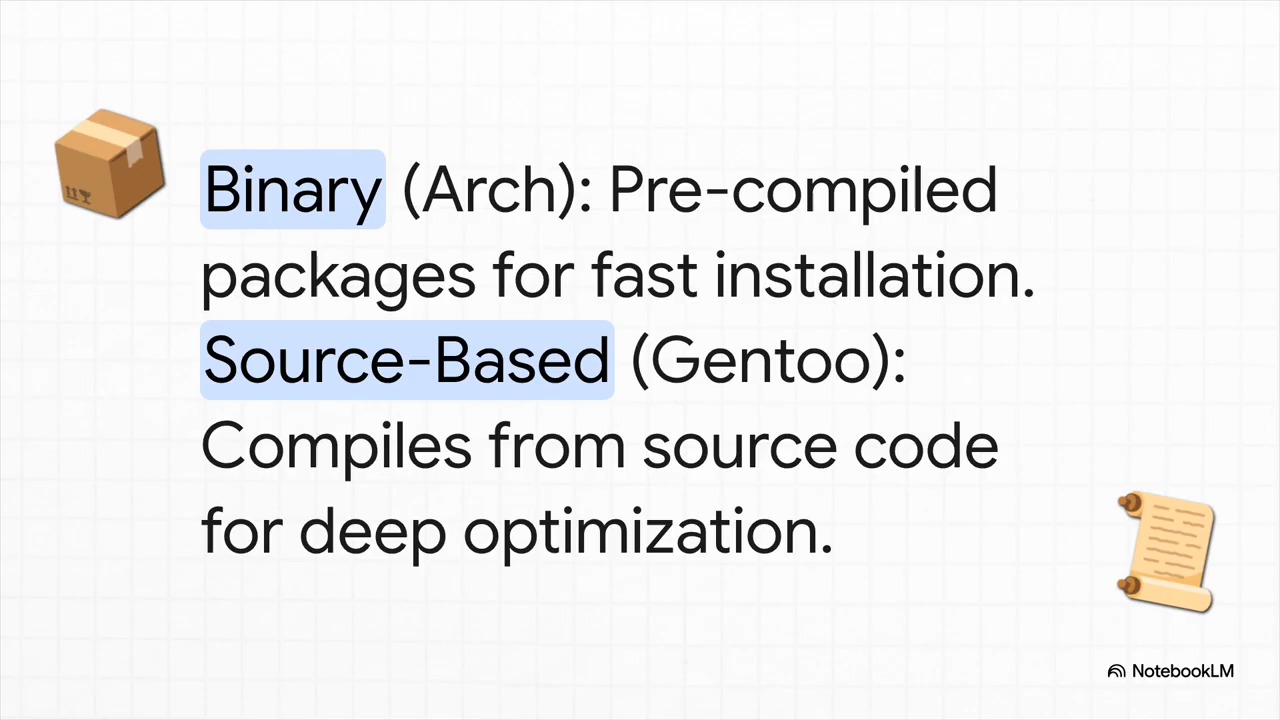 Binary (Arch): Pre-compiled
packages for fast installation.
Source-Based (Gentoo):
Compiles from source code
for deep optimization.
NotebookLM